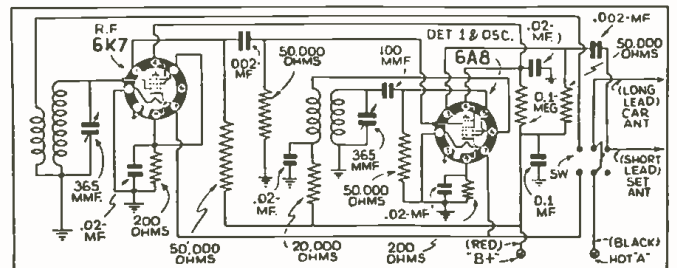 R.F
6K7
.002-
MF
50,000
OHMS
100
MMF.
DET 1 & OSC.
6A8
.02-
MF.)
.002-MF
50,000
OHMS
(LONG
LEAD)
CAR
ANT
0.1-
MEG
365
MMF.
.02-
MF.
200
OHMS
50,000
OHMS
.02-
MF.
20,000
OHMS
365
MMF
50,000
OHMS
.02-MF.
200
OHMS
0.1
MF
SW
(SHORT
LEAD)
SET
ANT
(RED)
"B+"
(BLACK)
HOT "A"